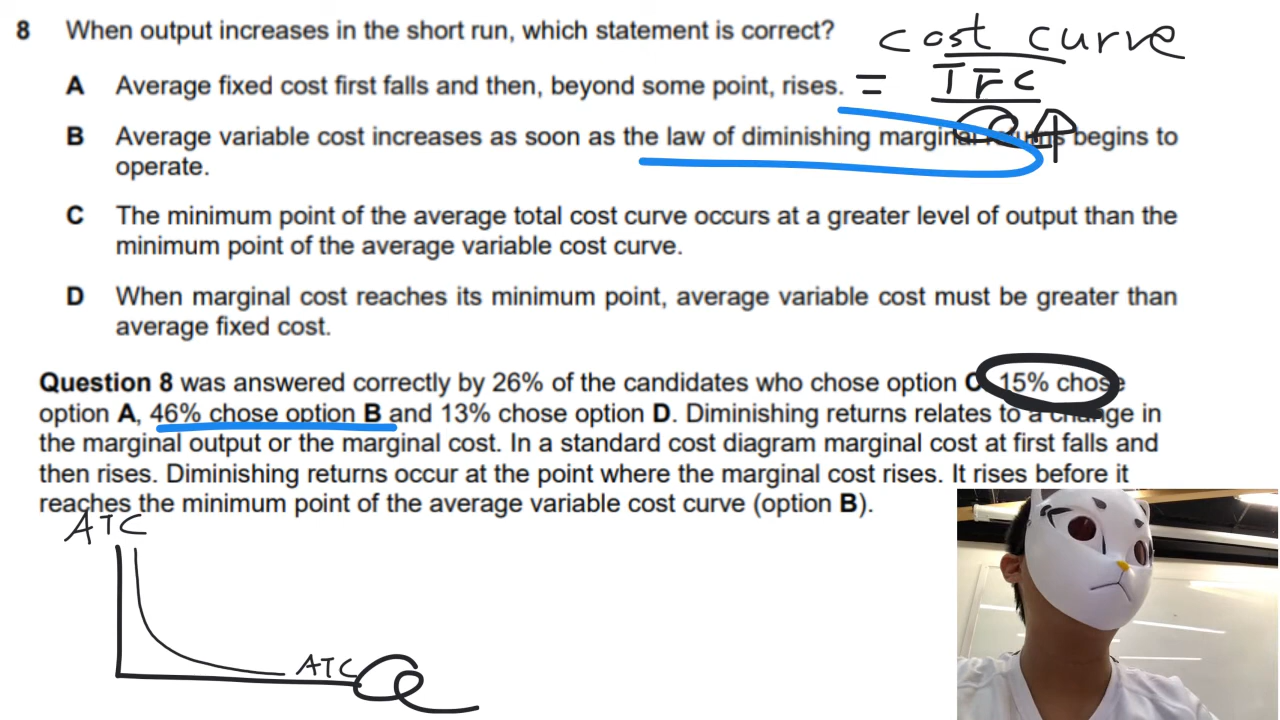 8 When output increases in the short run, which statement is correct?
cost curve
A Average fixed cost first falls and then, beyond some point, rises. = TFC
Q
B Average variable cost increases as soon as the law of diminishing marginal returns begins to
operate.
C The minimum point of the average total cost curve occurs at a greater level of output than the
minimum point of the average variable cost curve.
D When marginal cost reaches its minimum point, average variable cost must be greater than
average fixed cost.
Question 8 was answered correctly by 26% of the candidates who chose option C 15% chose
option A, 46% chose option B and 13% chose option D. Diminishing returns relates to a change in
the marginal output or the marginal cost. In a standard cost diagram marginal cost at first falls and
then rises. Diminishing returns occur at the point where the marginal cost rises. It rises before it
reaches the minimum point of the average variable cost curve (option B).
ATC
ATC Q